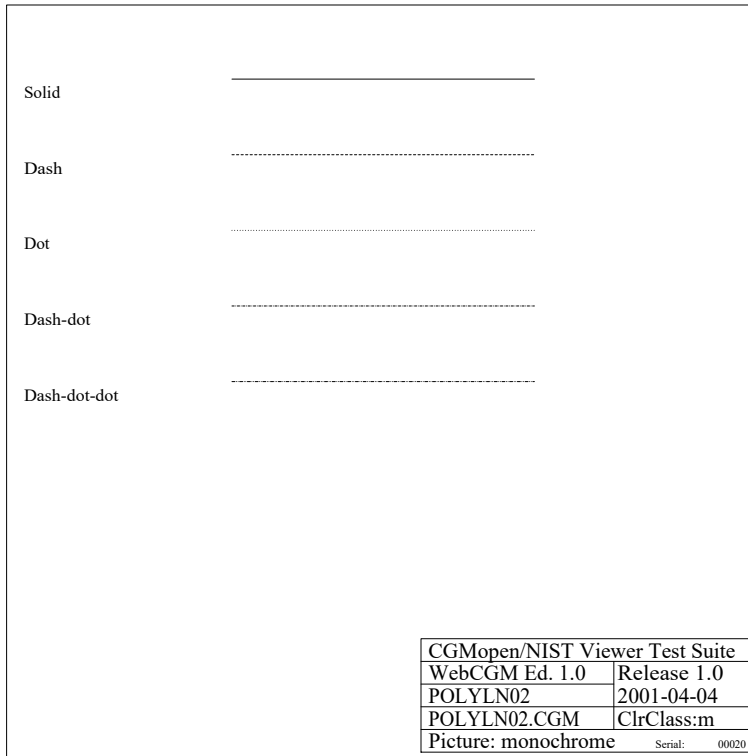 Solid
Dash
Dot
Dash-dot
Dash-dot-dot
CGMopen/NIST Viewer Test Suite
WebCGM Ed. 1.0 Release 1.0
POLYLN02 2001-04-04
POLYLN02.CGM ClrClass:m
Picture: monochrome Serial: 00020